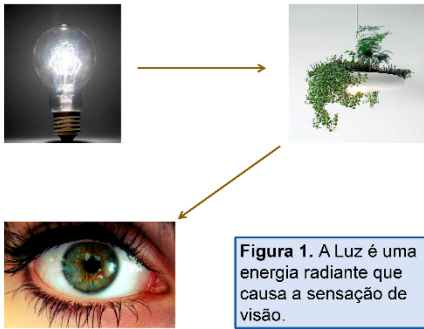 Figura 1. A Luz é uma
energia radiante que
causa a sensação de
visão.